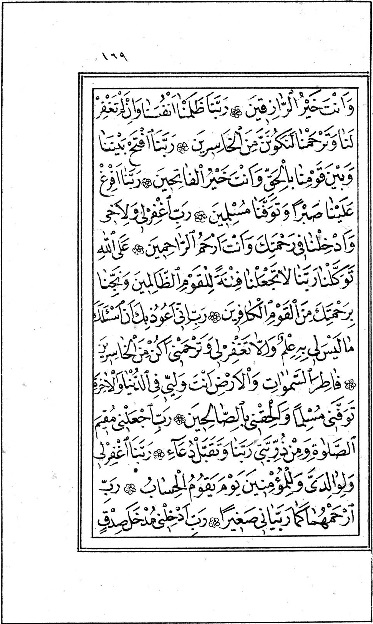 ١٦٩
وَاَنْتَ خَيْرُ الرَّازِقِينَ ۞ رَبَّنَا ظَلَمْنَا اَنْفُسَنَا وَاِنْ لَمْ تَغْفِرْ
لَنَا وَتَرْحَمْنَا لَنَكُونَنَّ مِنَ الْخَاسِرِينَ ۞ رَبَّنَا افْتَحْ بَيْنَنَا
وَبَيْنَ قَوْمِنَا بِالْحَقِّ وَاَنْتَ خَيْرُ الْفَاتِحِينَ ۞ رَبَّنَا اَفْرِغْ
عَلَيْنَا صَبْرًا وَتَوَفَّنَا مُسْلِمِينَ ۞ رَبِّ اغْفِرْلِى وَلِاَخِى
وَاَدْخِلْنَا فِى رَحْمَتِكَ وَاَنْتَ اَرْحَمُ الرَّاحِمِينَ ۞ عَلَى اللّٰهِ
تَوَكَّلْنَا رَبَّنَا لَا تَجْعَلْنَا فِتْنَةً لِلْقَوْمِ الظَّالِمِينَ وَنَجِّنَا
بِرَحْمَتِكَ مِنَ الْقَوْمِ الْكَافِرِينَ ۞ رَبِّ اِنِّى اَعُوذُ بِكَ اَنْ اَسْئَلَكَ
مَا لَيْسَ لِى بِهِ عِلْمٌ وَاِلَّا تَغْفِرْلِى وَتَرْحَمْنِى اَكُنْ مِنَ الْخَاسِرِينَ
۞ فَاطِرَ السَّمٰوَاتِ وَالْاَرْضِ اَنْتَ وَلِيِّى فِى الدُّنْيَا وَالْاٰخِرَةِ
تَوَفَّنِى مُسْلِمًا وَاَلْحِقْنِى بِالصَّالِحِينَ ۞ رَبِّ اجْعَلْنِى مُقِيمَ
الصَّلٰوةِ وَمِنْ ذُرِّيَّتِى رَبَّنَا وَتَقَبَّلْ دُعَاءِ ۞ رَبَّنَا اغْفِرْلِى
وَلِوَالِدَىَّ وَلِلْمُؤْمِنِينَ يَوْمَ يَقُومُ الْحِسَابُ ۞ رَبِّ
ارْحَمْهُمَا كَمَا رَبَّيَانِى صَغِيرًا ۞ رَبِّ اَدْخِلْنِى مُدْخَلَ صِدْقٍ